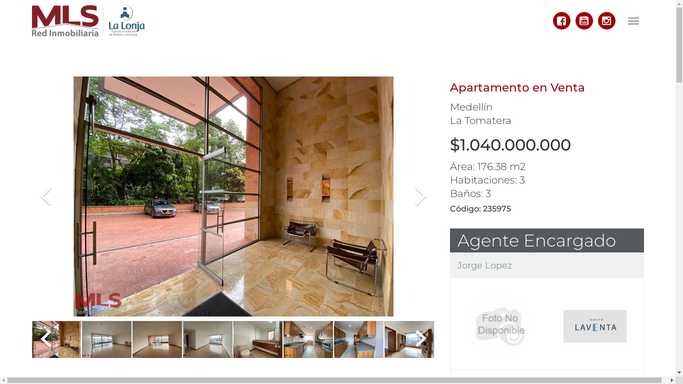 MLS
Red Inmobiliaria
La Lonja
Apartamento en Venta
Medellín
La Tomatera
$1.040.000.000
Área: 176.38 m2
Habitaciones: 3
Baños: 3
Código: 235975
Agente Encargado
Jorge Lopez
MLS
Foto No
Disponible
LAVENTA